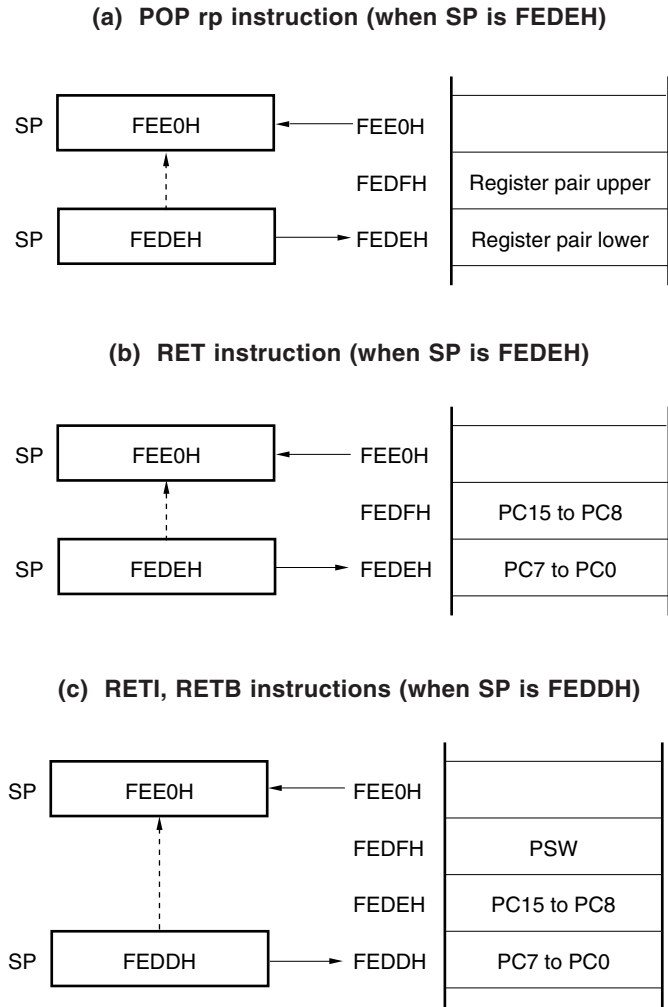 (a) POP rp instruction (when SP is FEDEH)
SP FEE0H FEE0H
FEDFH Register pair upper
SP FEDEH FEDEH Register pair lower
(b) RET instruction (when SP is FEDEH)
SP FEE0H FEE0H
FEDFH PC15 to PC8
SP FEDEH FEDEH PC7 to PC0
(c) RETI, RETB instructions (when SP is FEDDH)
SP FEE0H FEE0H
FEDFH PSW
FEDEH PC15 to PC8
SP FEDDH FEDDH PC7 to PC0